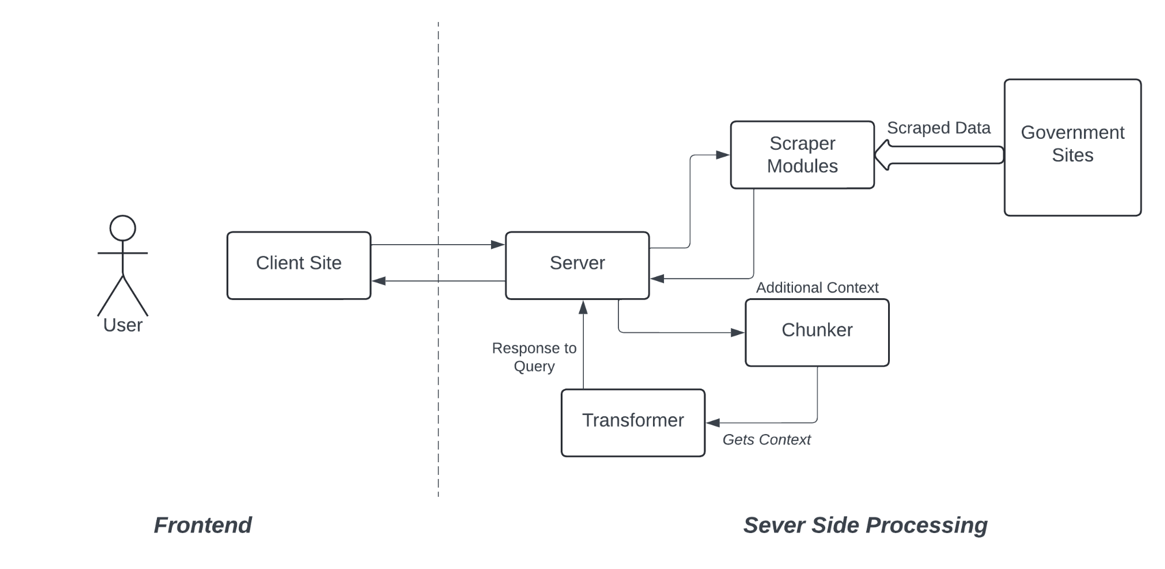 Scraped Data
Government
Sites
Scraper
Modules
Client Site
Server
Additional Context
Chunker
User
Response to
Query
Transformer
Gets Context
Frontend
Sever Side Processing